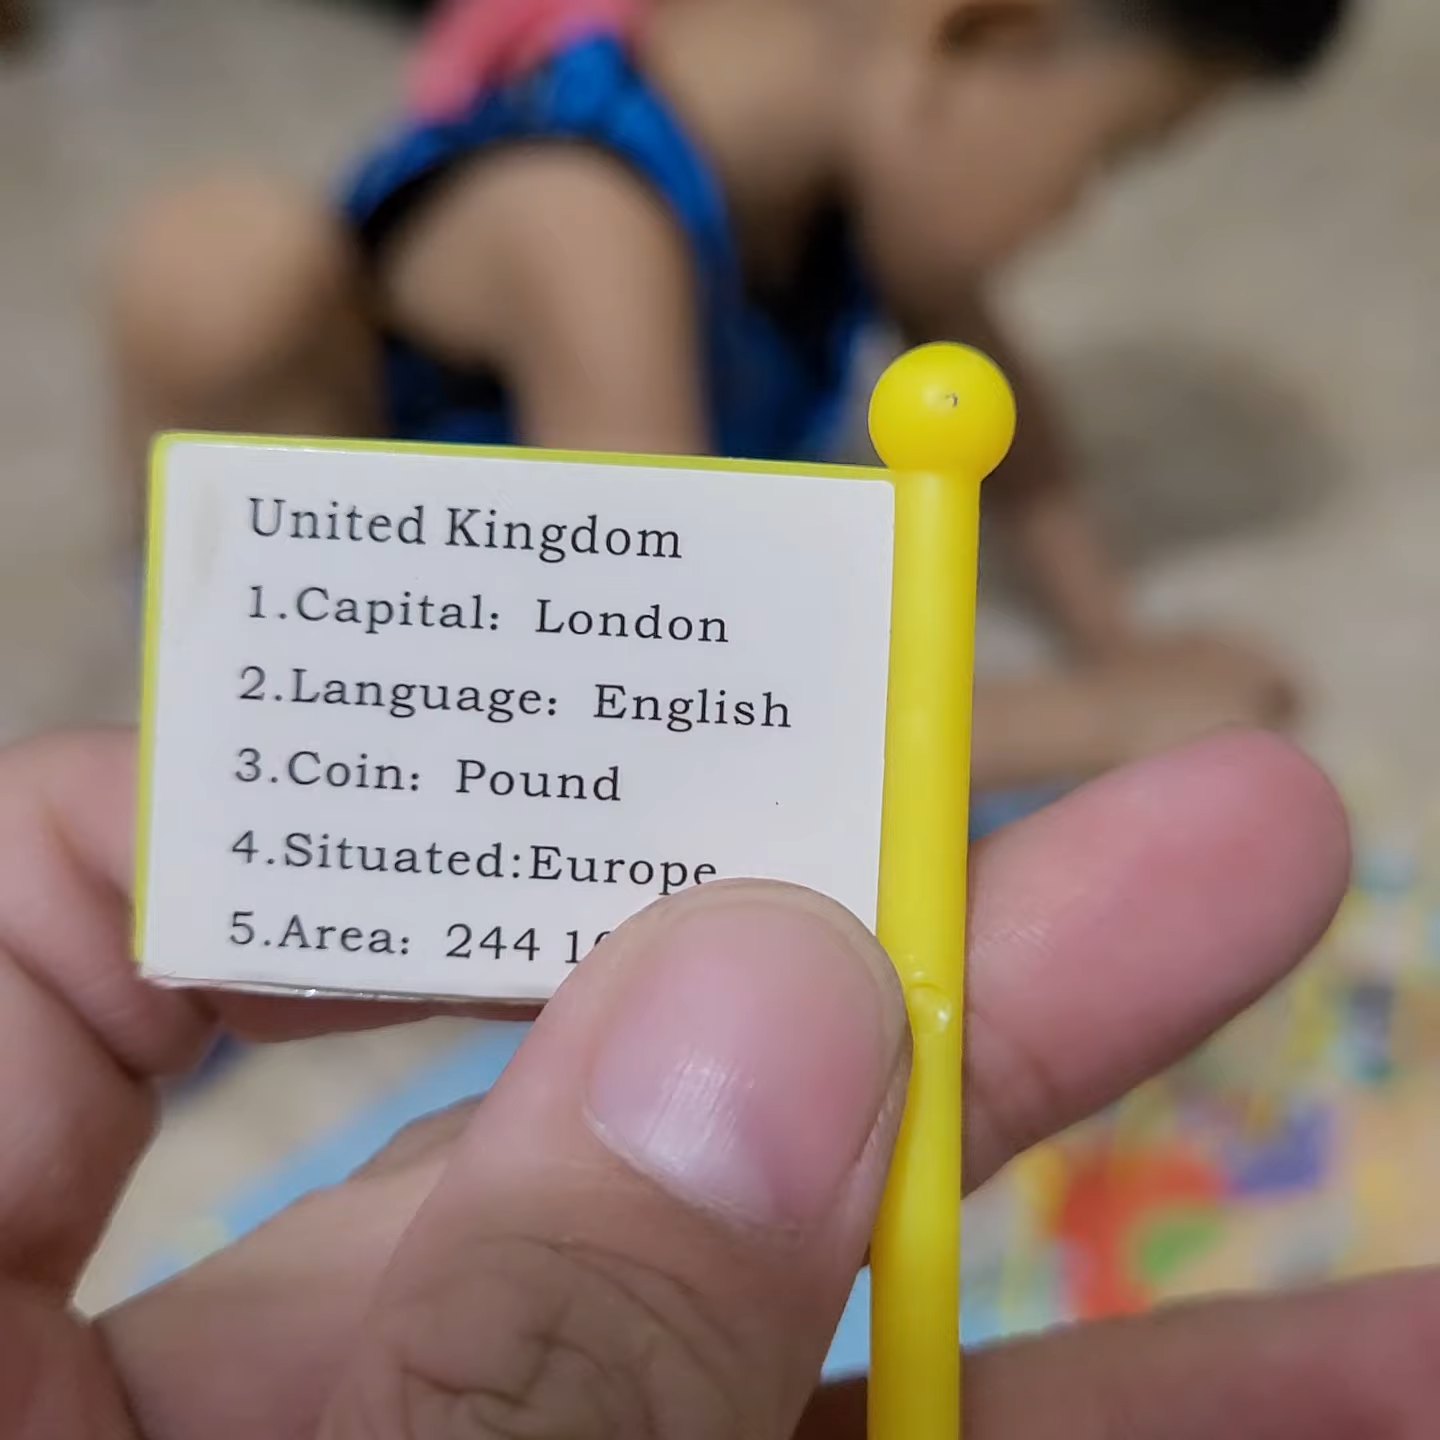 United Kingdom
1.Capital: London
2.Language: English
3.Coin: Pound
4.Situated:Europe
5.Area: 244